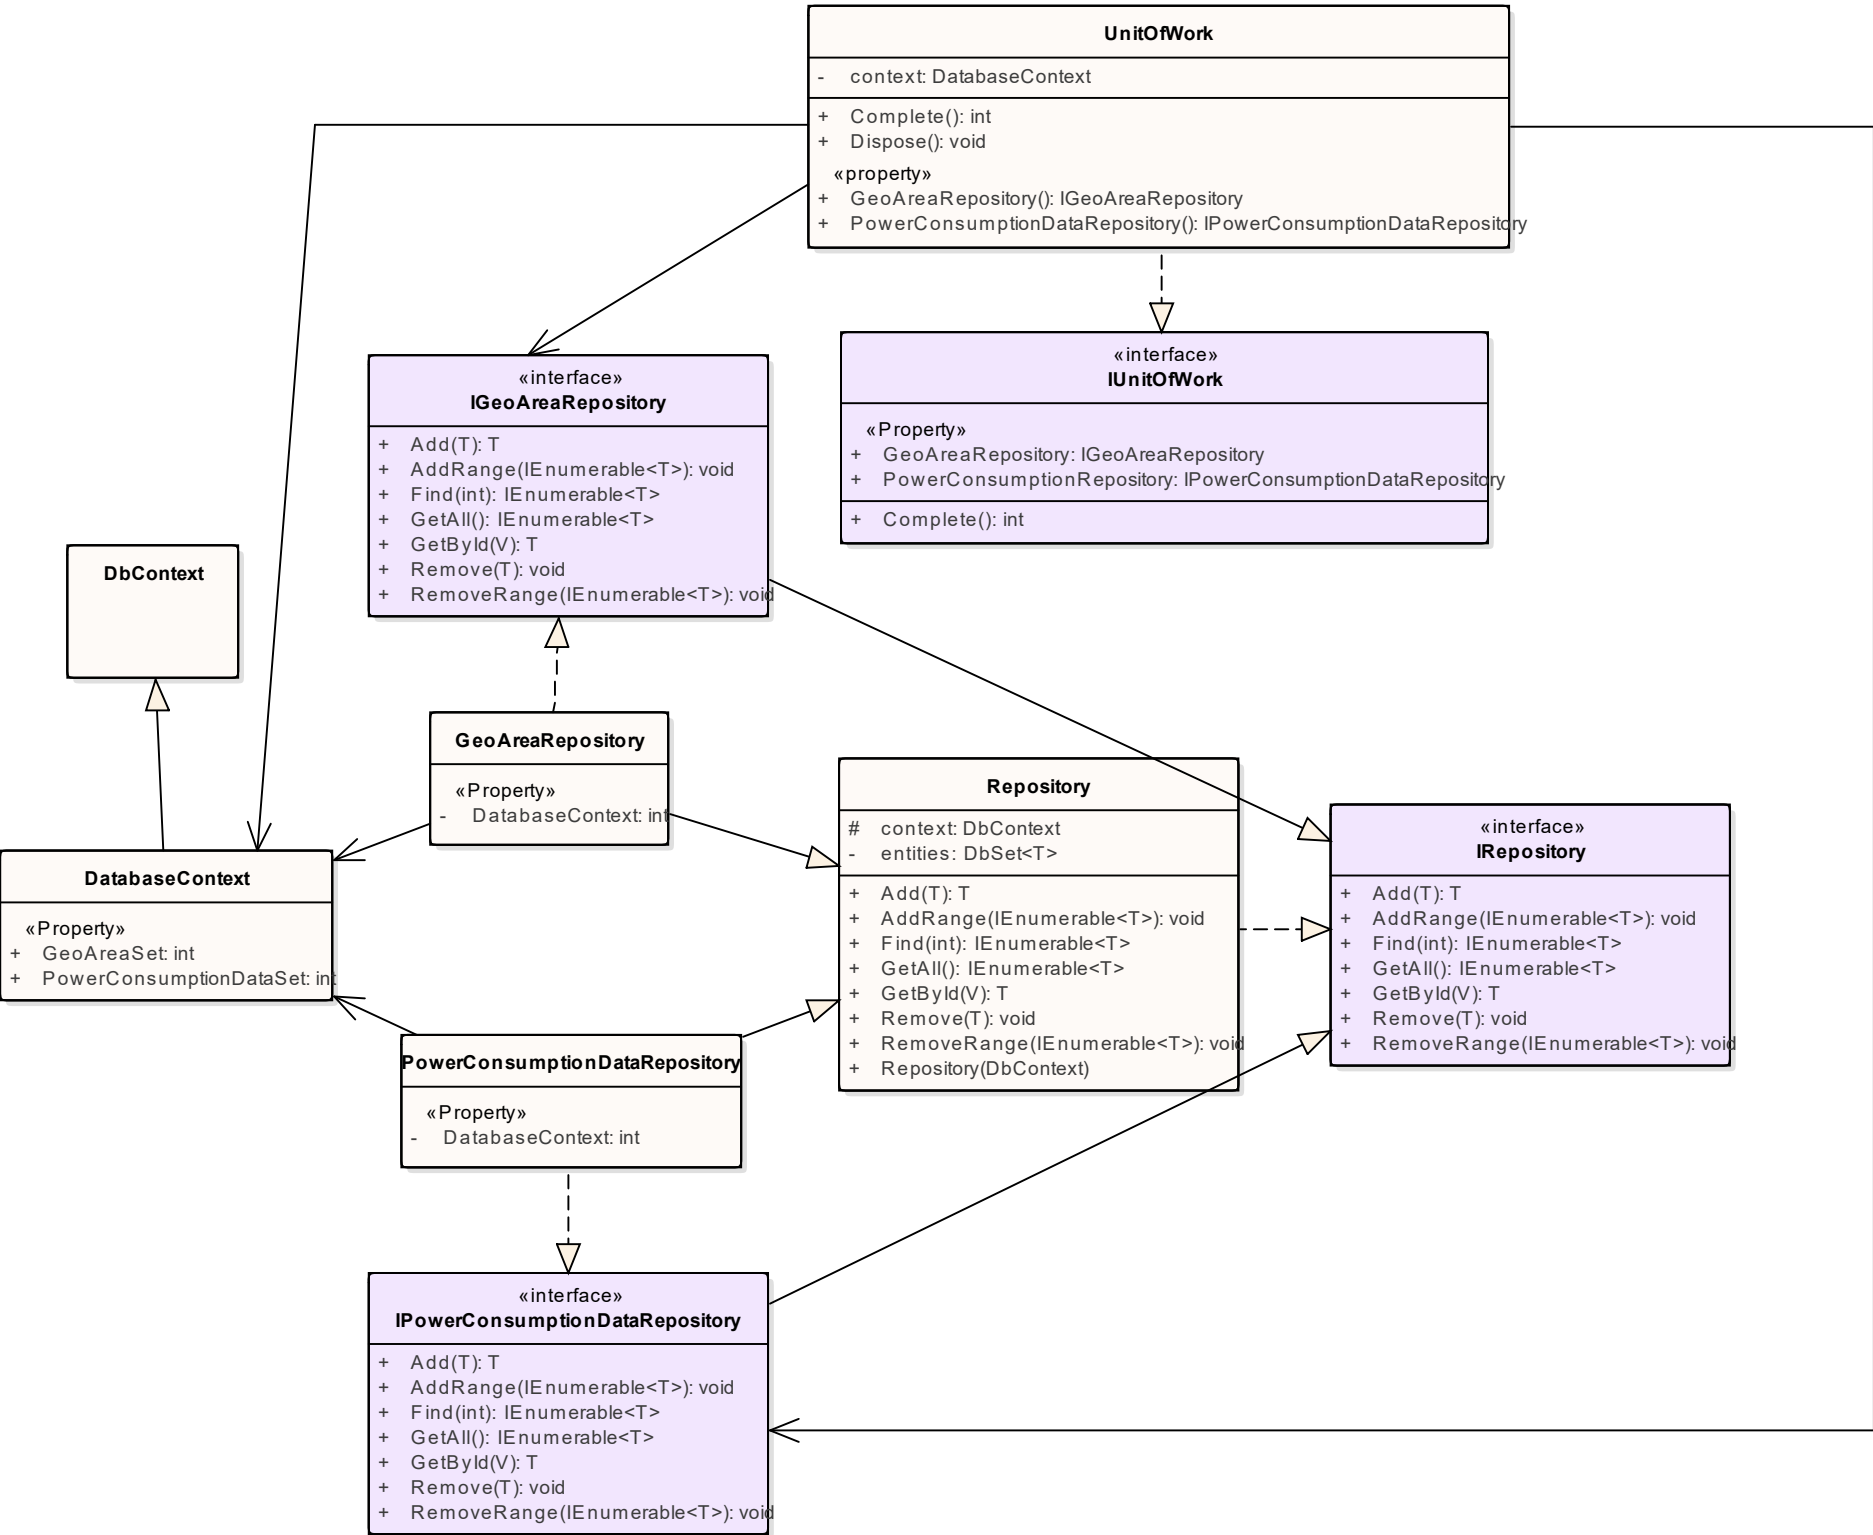 UnitOfWork
- context: DatabaseContext
+ Complete(): int
+ Dispose(): void
«property»
+ GeoAreaRepository(): IGeoAreaRepository
+ PowerConsumptionDataRepository(): IPowerConsumptionDataRepository
«interface»
IUnitOfWork
«Property»
+ GeoAreaRepository: IGeoAreaRepository
+ PowerConsumptionRepository: IPowerConsumptionDataRepository
+ Complete(): int
«interface»
IGeoAreaRepository
+ Add(T): T
+ AddRange(IEnumerable<T>): void
+ Find(int): IEnumerable<T>
+ GetAll(): IEnumerable<T>
+ GetById(V): T
+ Remove(T): void
+ RemoveRange(IEnumerable<T>): void
DbContext
GeoAreaRepository
«Property»
- DatabaseContext: int
Repository
# context: DbContext
- entities: DbSet<T>
+ Add(T): T
+ AddRange(IEnumerable<T>): void
+ Find(int): IEnumerable<T>
+ GetAll(): IEnumerable<T>
+ GetById(V): T
+ Remove(T): void
+ RemoveRange(IEnumerable<T>): void
+ Repository(DbContext)
«interface»
IRepository
+ Add(T): T
+ AddRange(IEnumerable<T>): void
+ Find(int): IEnumerable<T>
+ GetAll(): IEnumerable<T>
+ GetById(V): T
+ Remove(T): void
+ RemoveRange(IEnumerable<T>): void
DatabaseContext
«Property»
+ GeoAreaSet: int
+ PowerConsumptionDataSet: int
PowerConsumptionDataRepository
«Property»
- DatabaseContext: int
«interface»
IPowerConsumptionDataRepository
+ Add(T): T
+ AddRange(IEnumerable<T>): void
+ Find(int): IEnumerable<T>
+ GetAll(): IEnumerable<T>
+ GetById(V): T
+ Remove(T): void
+ RemoveRange(IEnumerable<T>): void